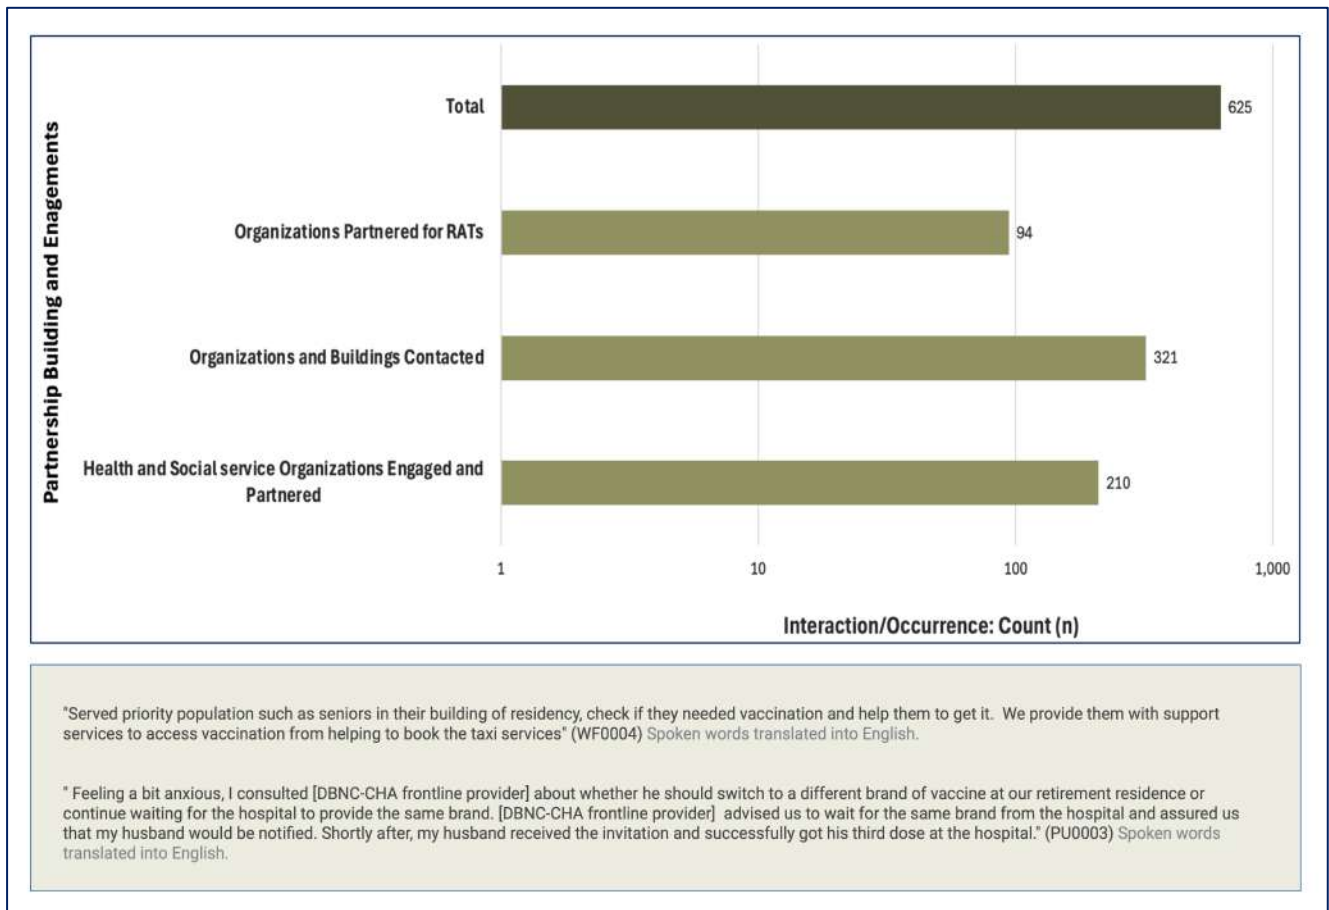 Partnership Building and Enagements
Total
625
Organizations Partnered for RATs
94
Organizations and Buildings Contacted
321
Health and Social service Organizations Engaged and
Partnered
210
1
10
100
1,000
Interaction/Occurrence: Count (n)
"Served priority population such as seniors in their building of residency, check if they needed vaccination and help them to get it.  We provide them with support
services to access vaccination from helping to book the taxi services" (WF0004) Spoken words translated into English.
" Feeling a bit anxious, I consulted [DBNC-CHA frontline provider] about whether he should switch to a different brand of vaccine at our retirement residence or
continue waiting for the hospital to provide the same brand. [DBNC-CHA frontline provider]  advised us to wait for the same brand from the hospital and assured us
that my husband would be notified. Shortly after, my husband received the invitation and successfully got his third dose at the hospital." (PU0003) Spoken words
translated into English.